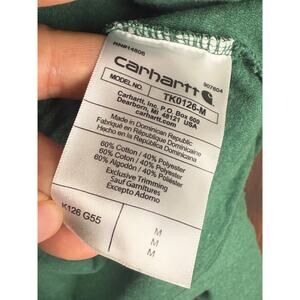 RN#14806
907604
carhartt
MODEL NO. TK0126-M
Carhartt, Inc. P.O. Box 600
Dearborn, MI 48121 USA
carhartt.com
Made in Dominican Republic
Fabriqué en République Dominicaine
Hecho en la República Dominicana
60% Cotton / 40% Polyester
60% Coton / 40% Polyester
60% Algodón / 40% Poliéster
Exclusive Trimming
Sauf Garnitures
Excepto Adorno
K126 G55
M
M
M